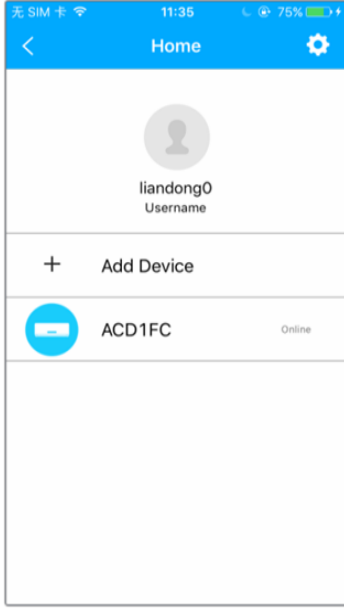 无 SIM 卡 11:35 75%
Home
liandong0
Username
+ Add Device
ACD1FC Online